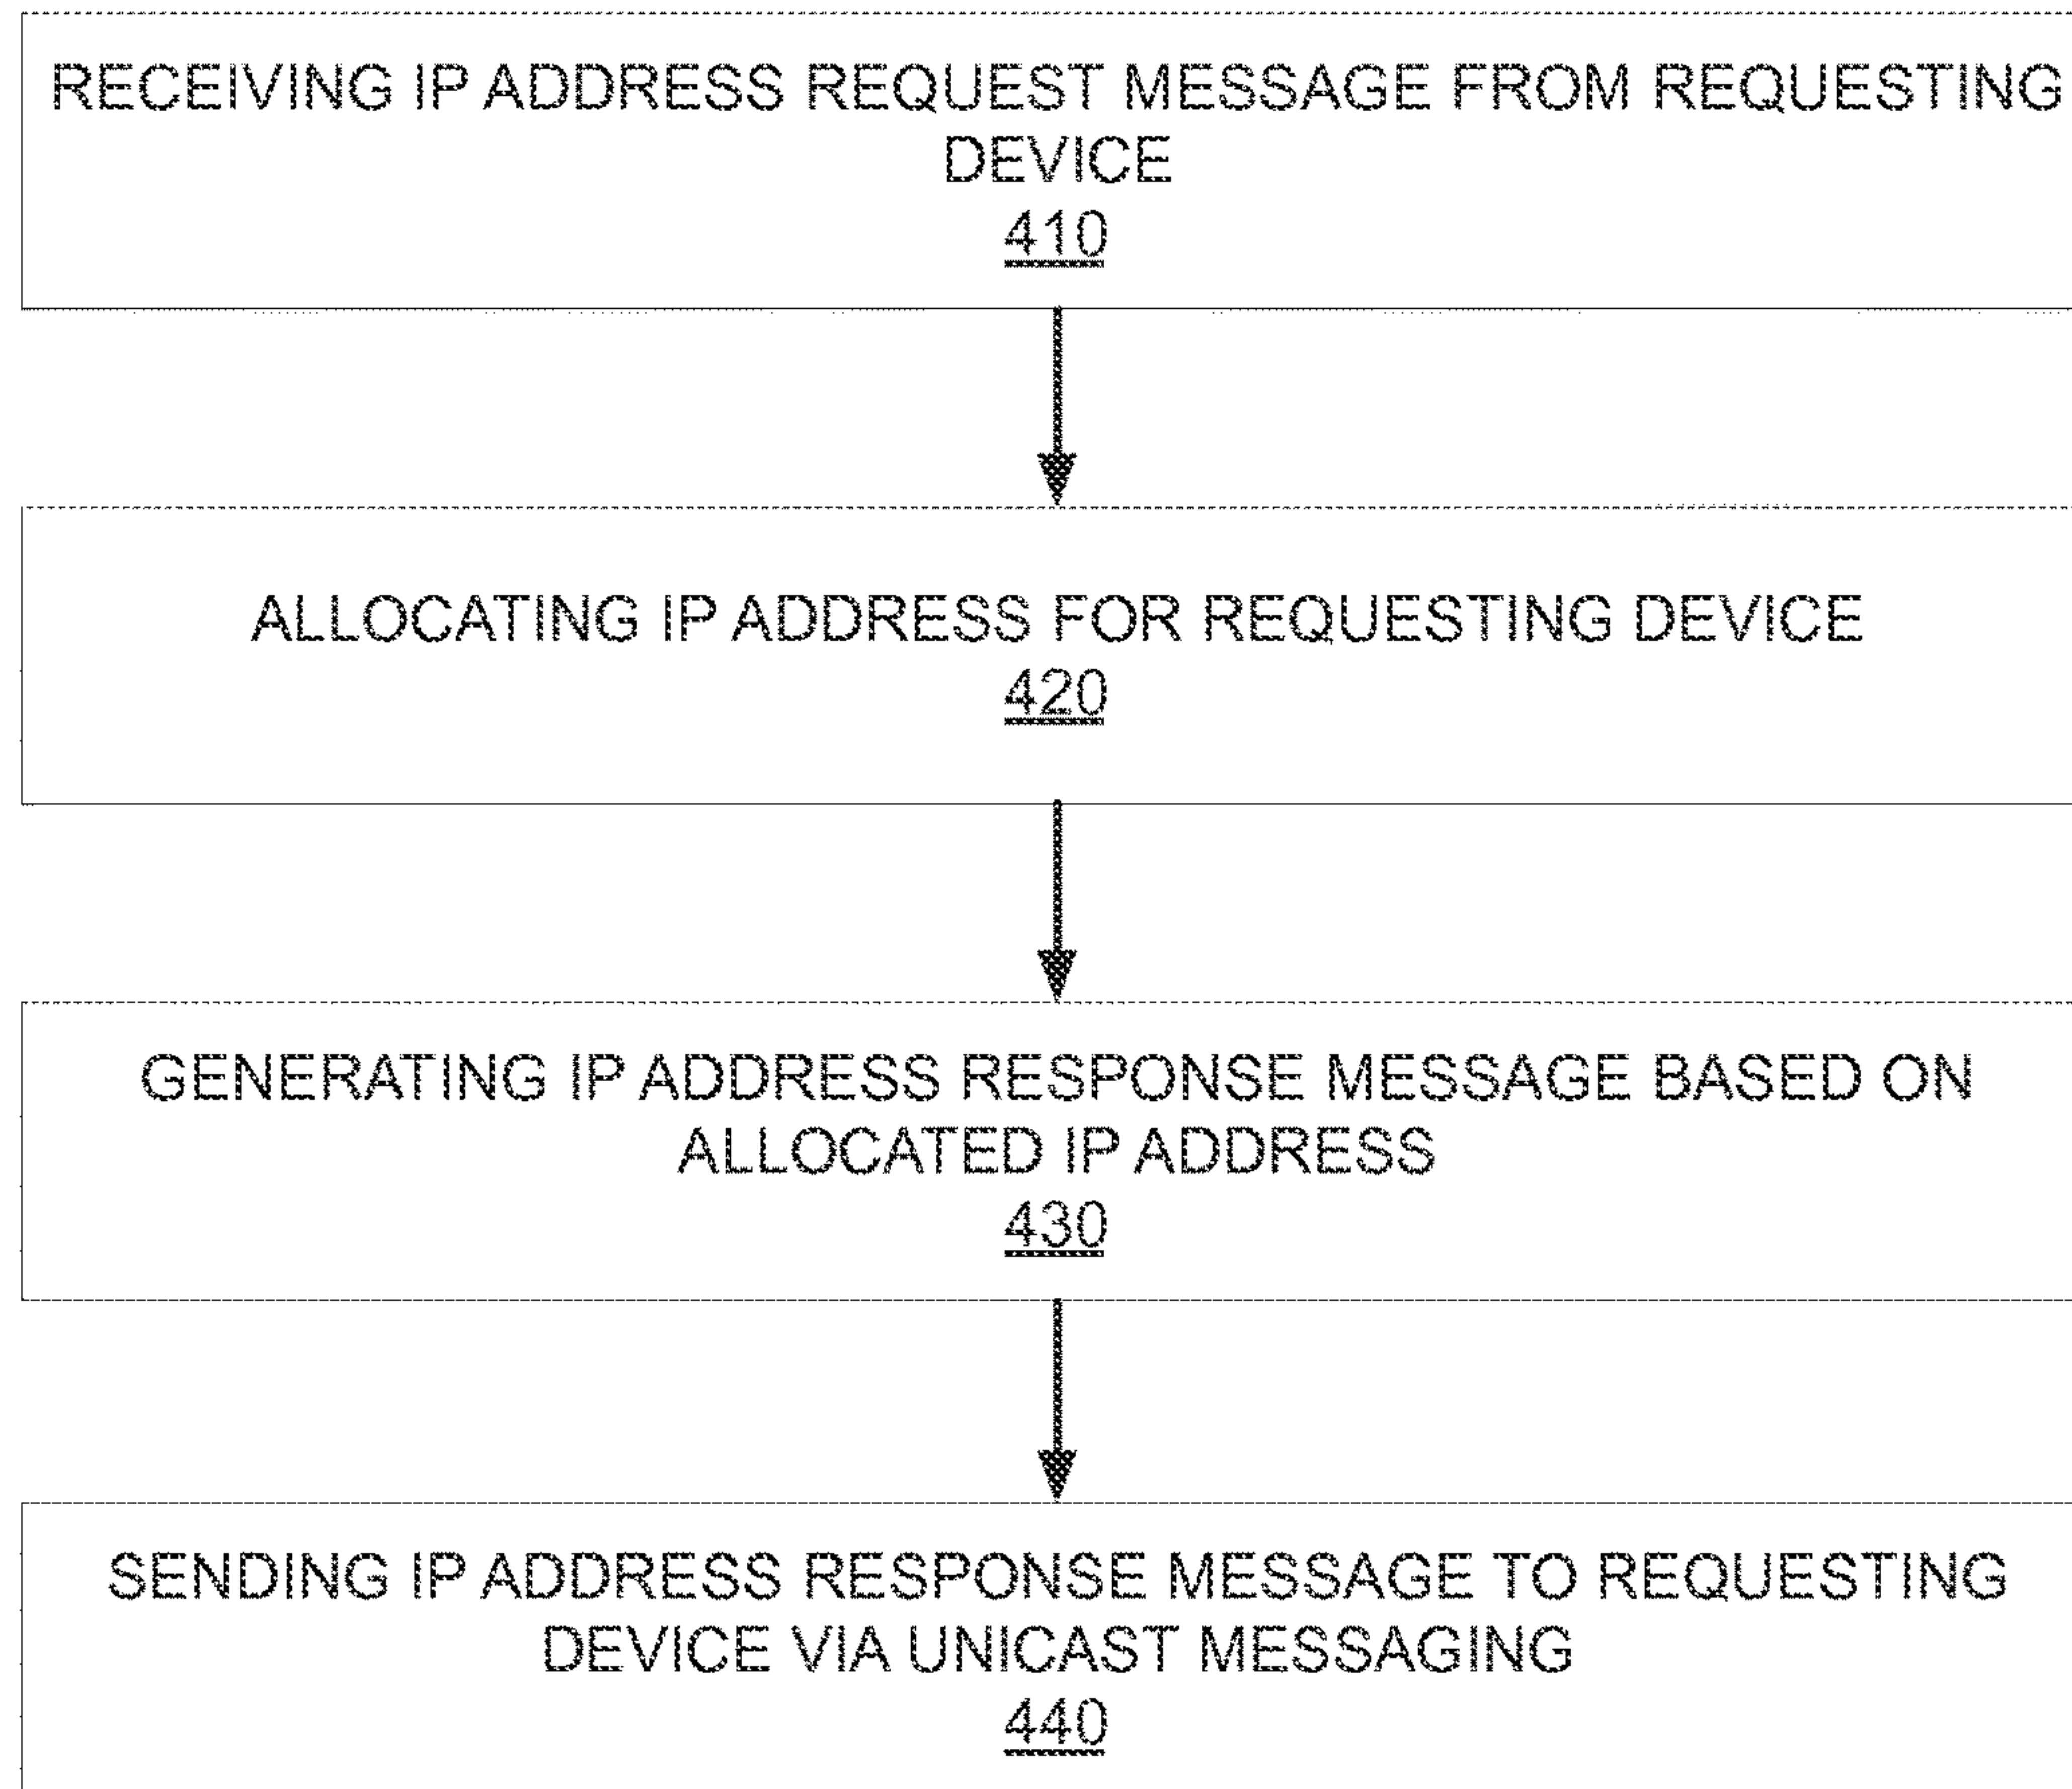 RECEIVING IP ADDRESS REQUEST MESSAGE FROM REQUESTING
DEVICE
410
ALLOCATING IP ADDRESS FOR REQUESTING DEVICE
420
GENERATING IP ADDRESS RESPONSE MESSAGE BASED ON
ALLOCATED IP ADDRESS
430
SENDING IP ADDRESS RESPONSE MESSAGE TO REQUESTING
DEVICE VIA UNICAST MESSAGING
440